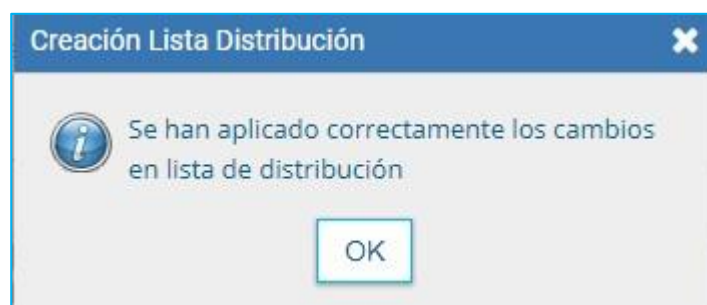 Creación Lista Distribución
Se han aplicado correctamente los cambios
en lista de distribución
OK